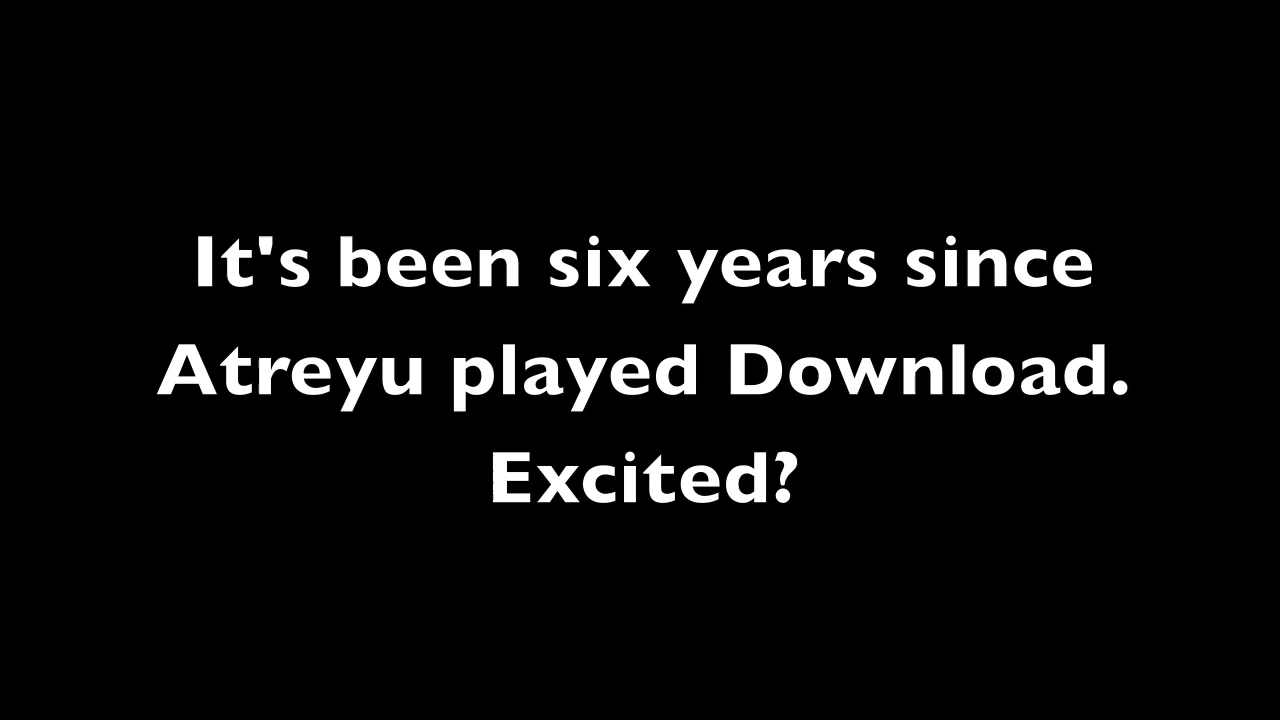 It's been six years since
Atreyu played Download.
Excited?